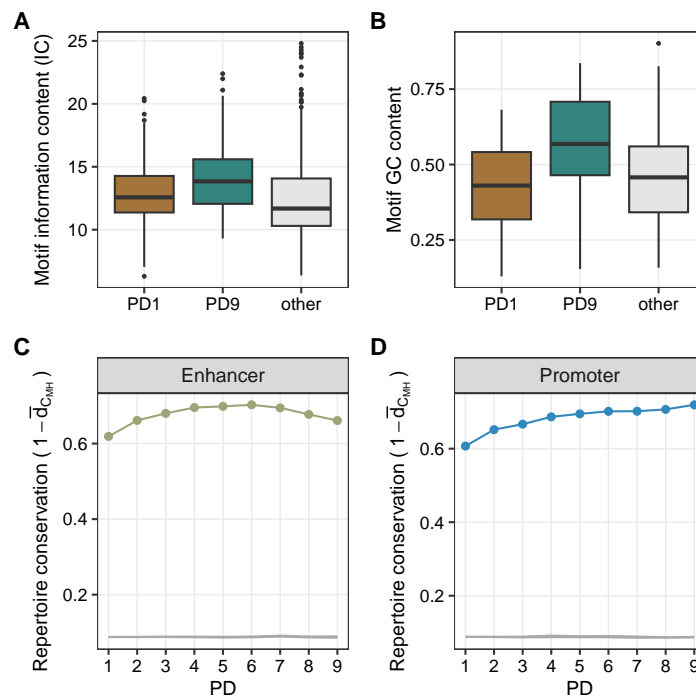 A
Motif information content (IC)
25
20
15
10
PD1 PD9 other
B
Motif GC content
0.75
0.50
0.25
PD1 PD9 other
C
Enhancer
Repertoire conservation ( 1 − d̅_CMH )
0.6
0.4
0.2
1 2 3 4 5 6 7 8 9
PD
D
Promoter
Repertoire conservation ( 1 − d̅_CMH )
0.6
0.4
0.2
1 2 3 4 5 6 7 8 9
PD